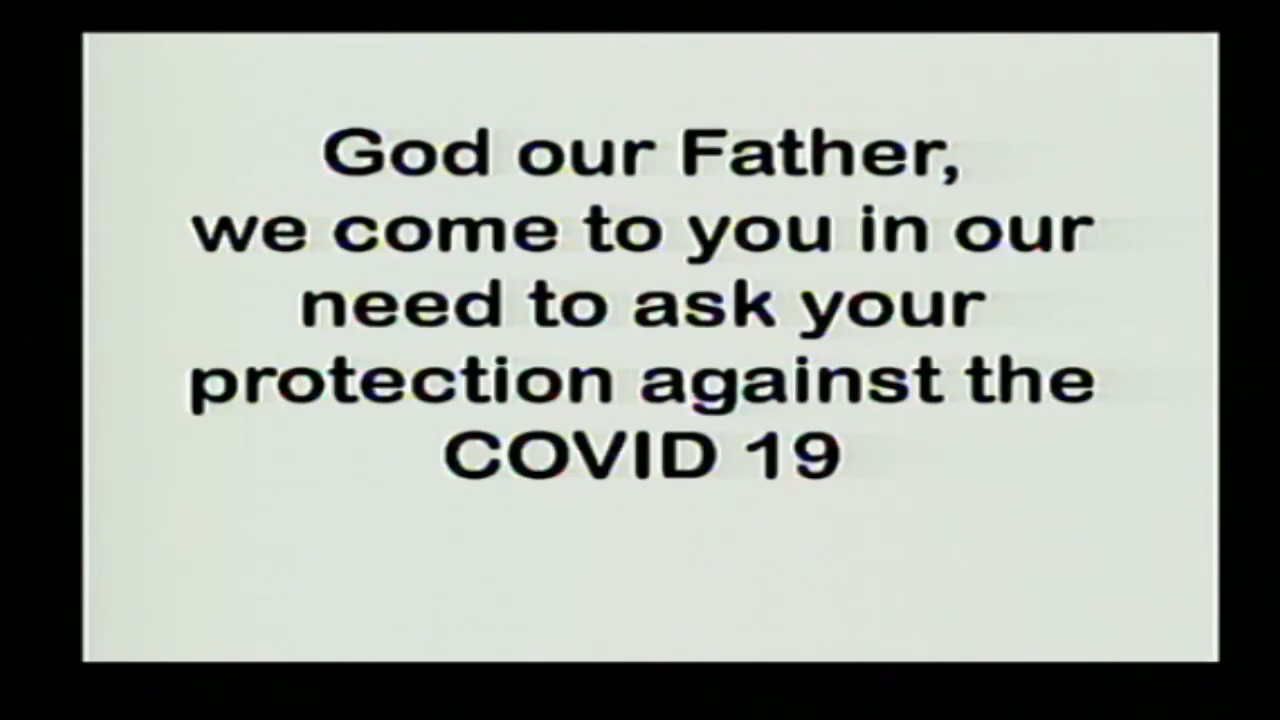 God our Father,
we come to you in our
need to ask your
protection against the
COVID 19